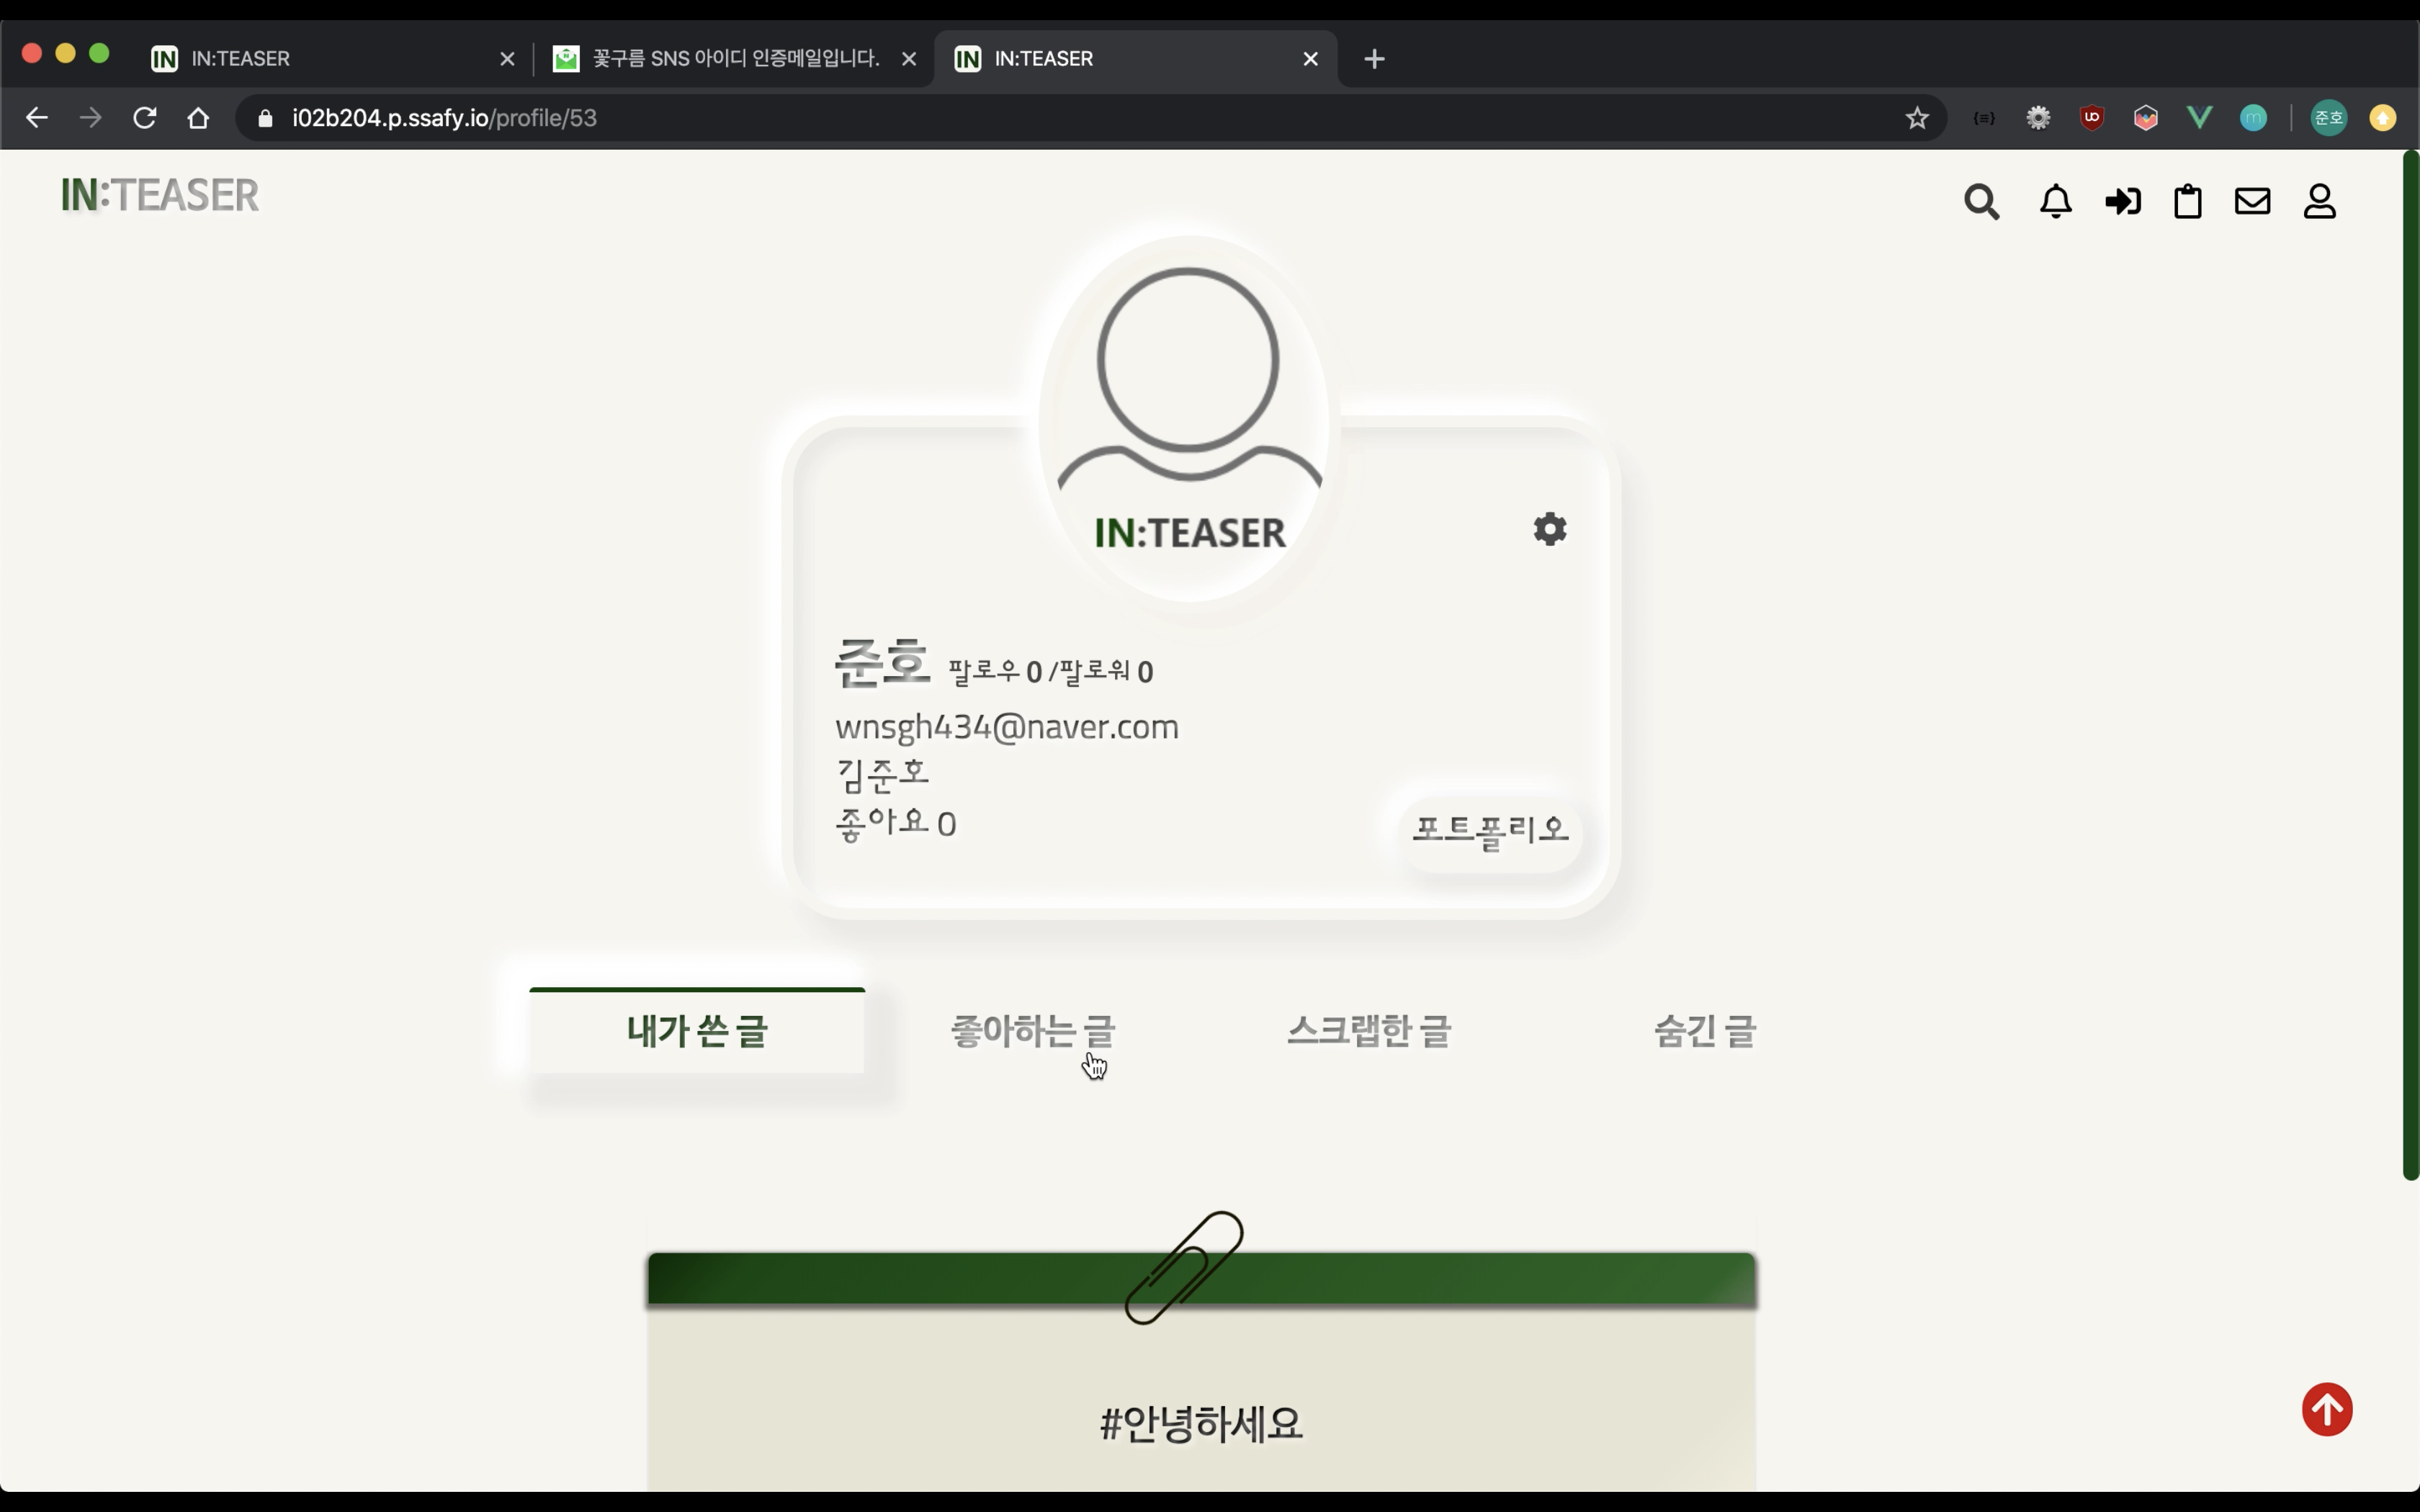 IN IN:TEASER
꽃구름 SNS 아이디 인증메일입니다.
IN IN:TEASER
i02b204.p.ssafy.io/profile/53
준호
IN:TEASER
IN:TEASER
준호 팔로우 0 /팔로워 0
wnsgh434@naver.com
김준호
좋아요 0
포트폴리오
내가 쓴 글
좋아하는 글
스크랩한 글
숨긴 글
#안녕하세요